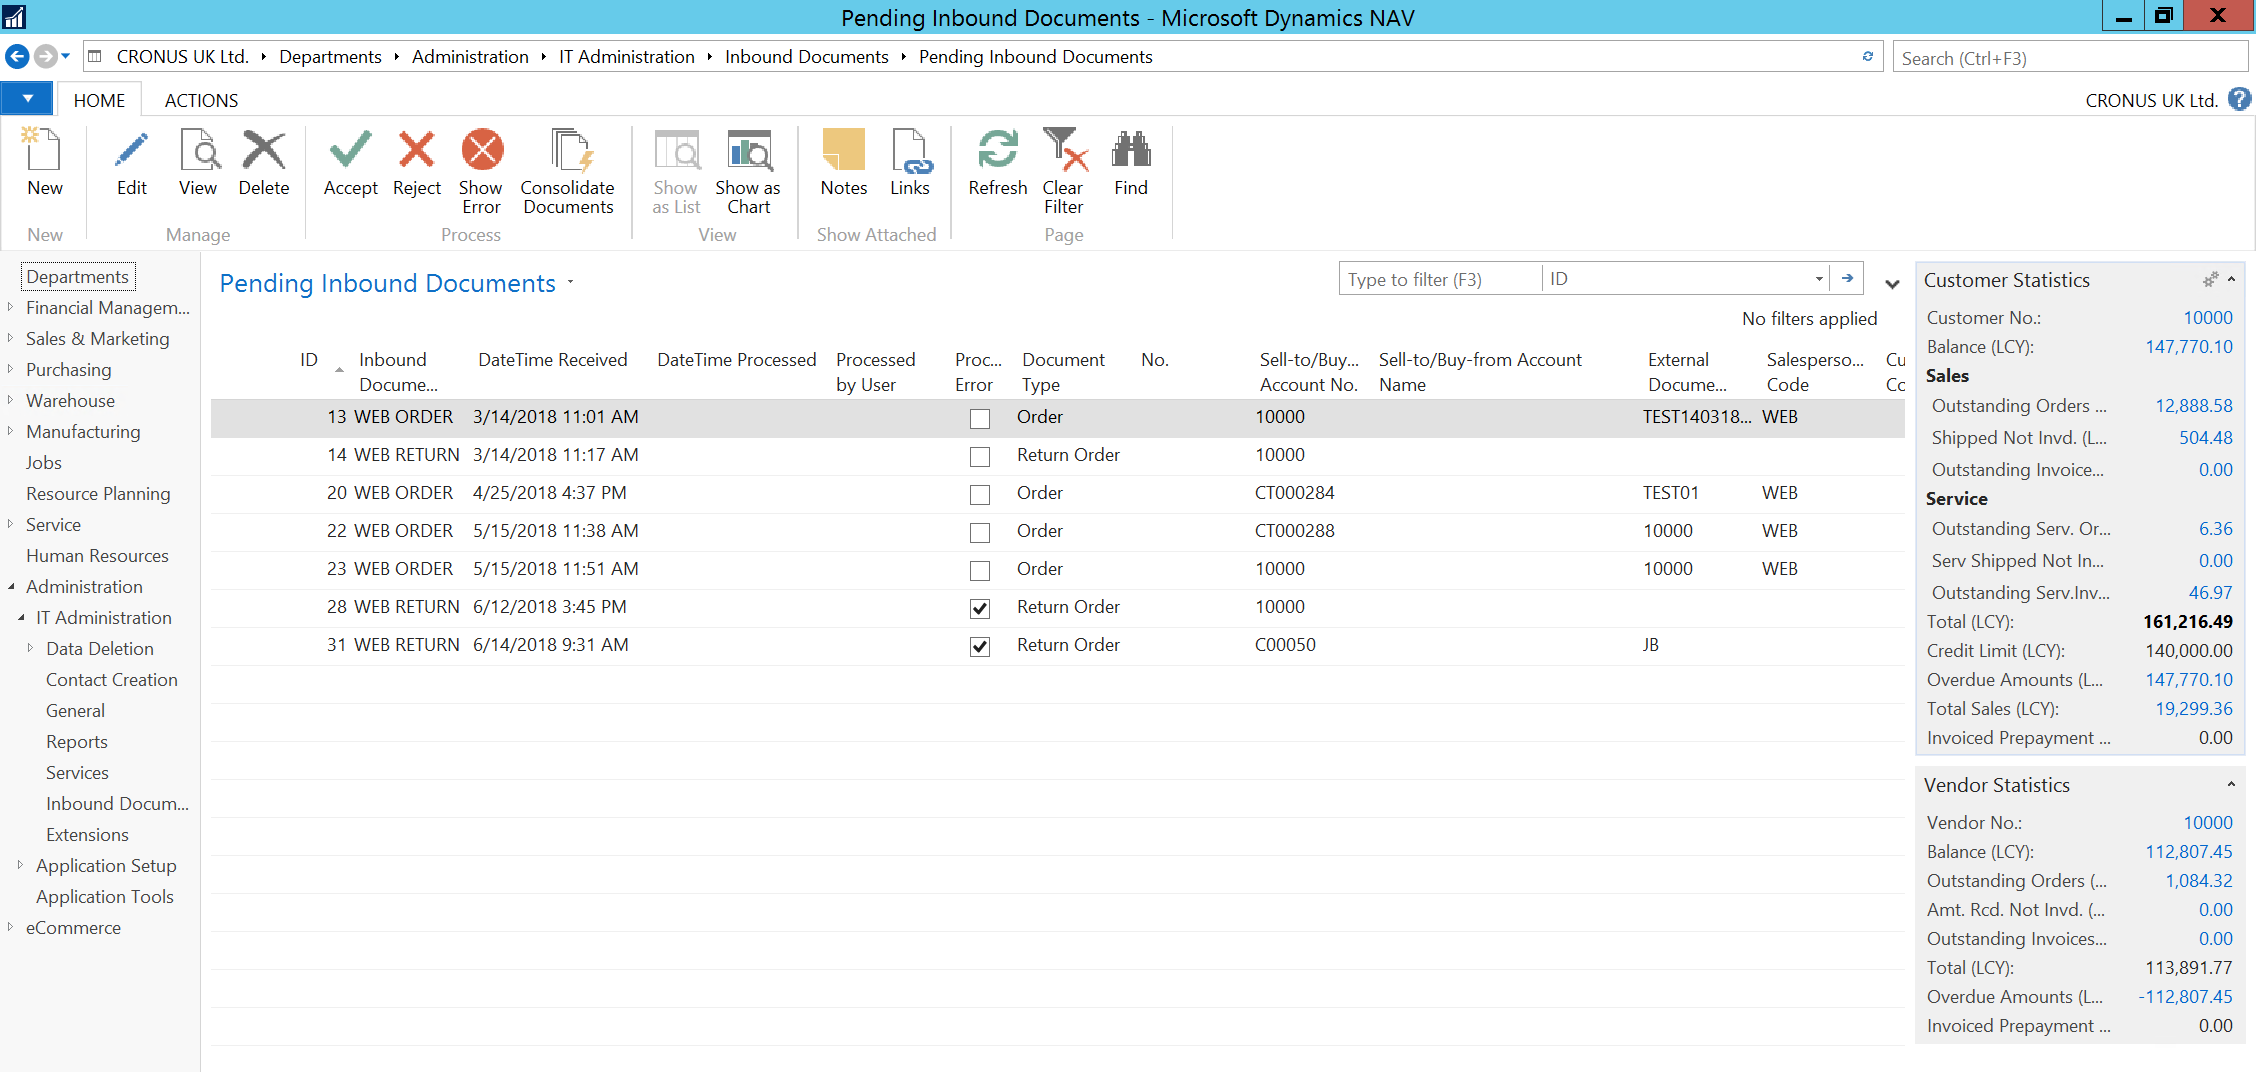 Pending Inbound Documents - Microsoft Dynamics NAV
CRONUS UK Ltd. Departments Administration IT Administration Inbound Documents Pending Inbound Documents
Search (Ctrl+F3)
HOME ACTIONS
CRONUS UK Ltd. ?
New Edit View Delete Accept Reject Show Error Consolidate Documents Show as List Show as Chart Notes Links Refresh Clear Filter Find
New Manage Process View Show Attached Page
Departments
Financial Managem...
Sales & Marketing
Purchasing
Warehouse
Manufacturing
Jobs
Resource Planning
Service
Human Resources
Administration
IT Administration
Data Deletion
Contact Creation
General
Reports
Services
Inbound Docum...
Extensions
Application Setup
Application Tools
eCommerce
Pending Inbound Documents
Type to filter (F3) ID
No filters applied
ID Inbound Docume... DateTime Received DateTime Processed Processed by User Proc... Error Document Type No. Sell-to/Buy... Account No. Sell-to/Buy-from Account Name External Docume... Salesperso... Code Cu Co
13 WEB ORDER 3/14/2018 11:01 AM Order 10000 TEST140318... WEB
14 WEB RETURN 3/14/2018 11:17 AM Return Order 10000
20 WEB ORDER 4/25/2018 4:37 PM Order CT000284 TEST01 WEB
22 WEB ORDER 5/15/2018 11:38 AM Order CT000288 10000 WEB
23 WEB ORDER 5/15/2018 11:51 AM Order 10000 10000 WEB
28 WEB RETURN 6/12/2018 3:45 PM Return Order 10000
31 WEB RETURN 6/14/2018 9:31 AM Return Order C00050 JB
Customer Statistics
Customer No.: 10000
Balance (LCY): 147,770.10
Sales
Outstanding Orders ... 12,888.58
Shipped Not Invd. (L... 504.48
Outstanding Invoice... 0.00
Service
Outstanding Serv. Or... 6.36
Serv Shipped Not In... 0.00
Outstanding Serv.Inv... 46.97
Total (LCY): 161,216.49
Credit Limit (LCY): 140,000.00
Overdue Amounts (L... 147,770.10
Total Sales (LCY): 19,299.36
Invoiced Prepayment ... 0.00
Vendor Statistics
Vendor No.: 10000
Balance (LCY): 112,807.45
Outstanding Orders (... 1,084.32
Amt. Rcd. Not Invd. (... 0.00
Outstanding Invoices... 0.00
Total (LCY): 113,891.77
Overdue Amounts (L... -112,807.45
Invoiced Prepayment ... 0.00